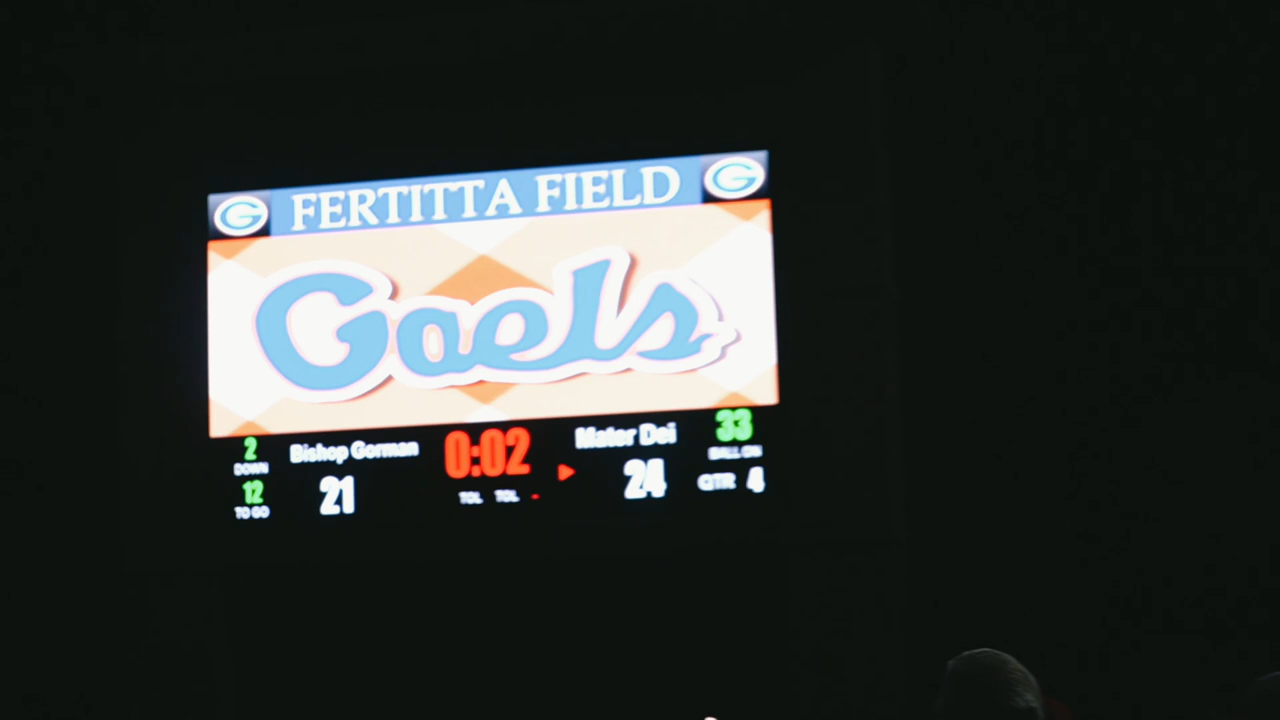 G FERTITTA FIELD G
Gaels
2 Bishop Gorman 0:02 Mater Dei 33
DOWN BALL ON
12 21 TOL TOL 24 QTR 4
TO GO